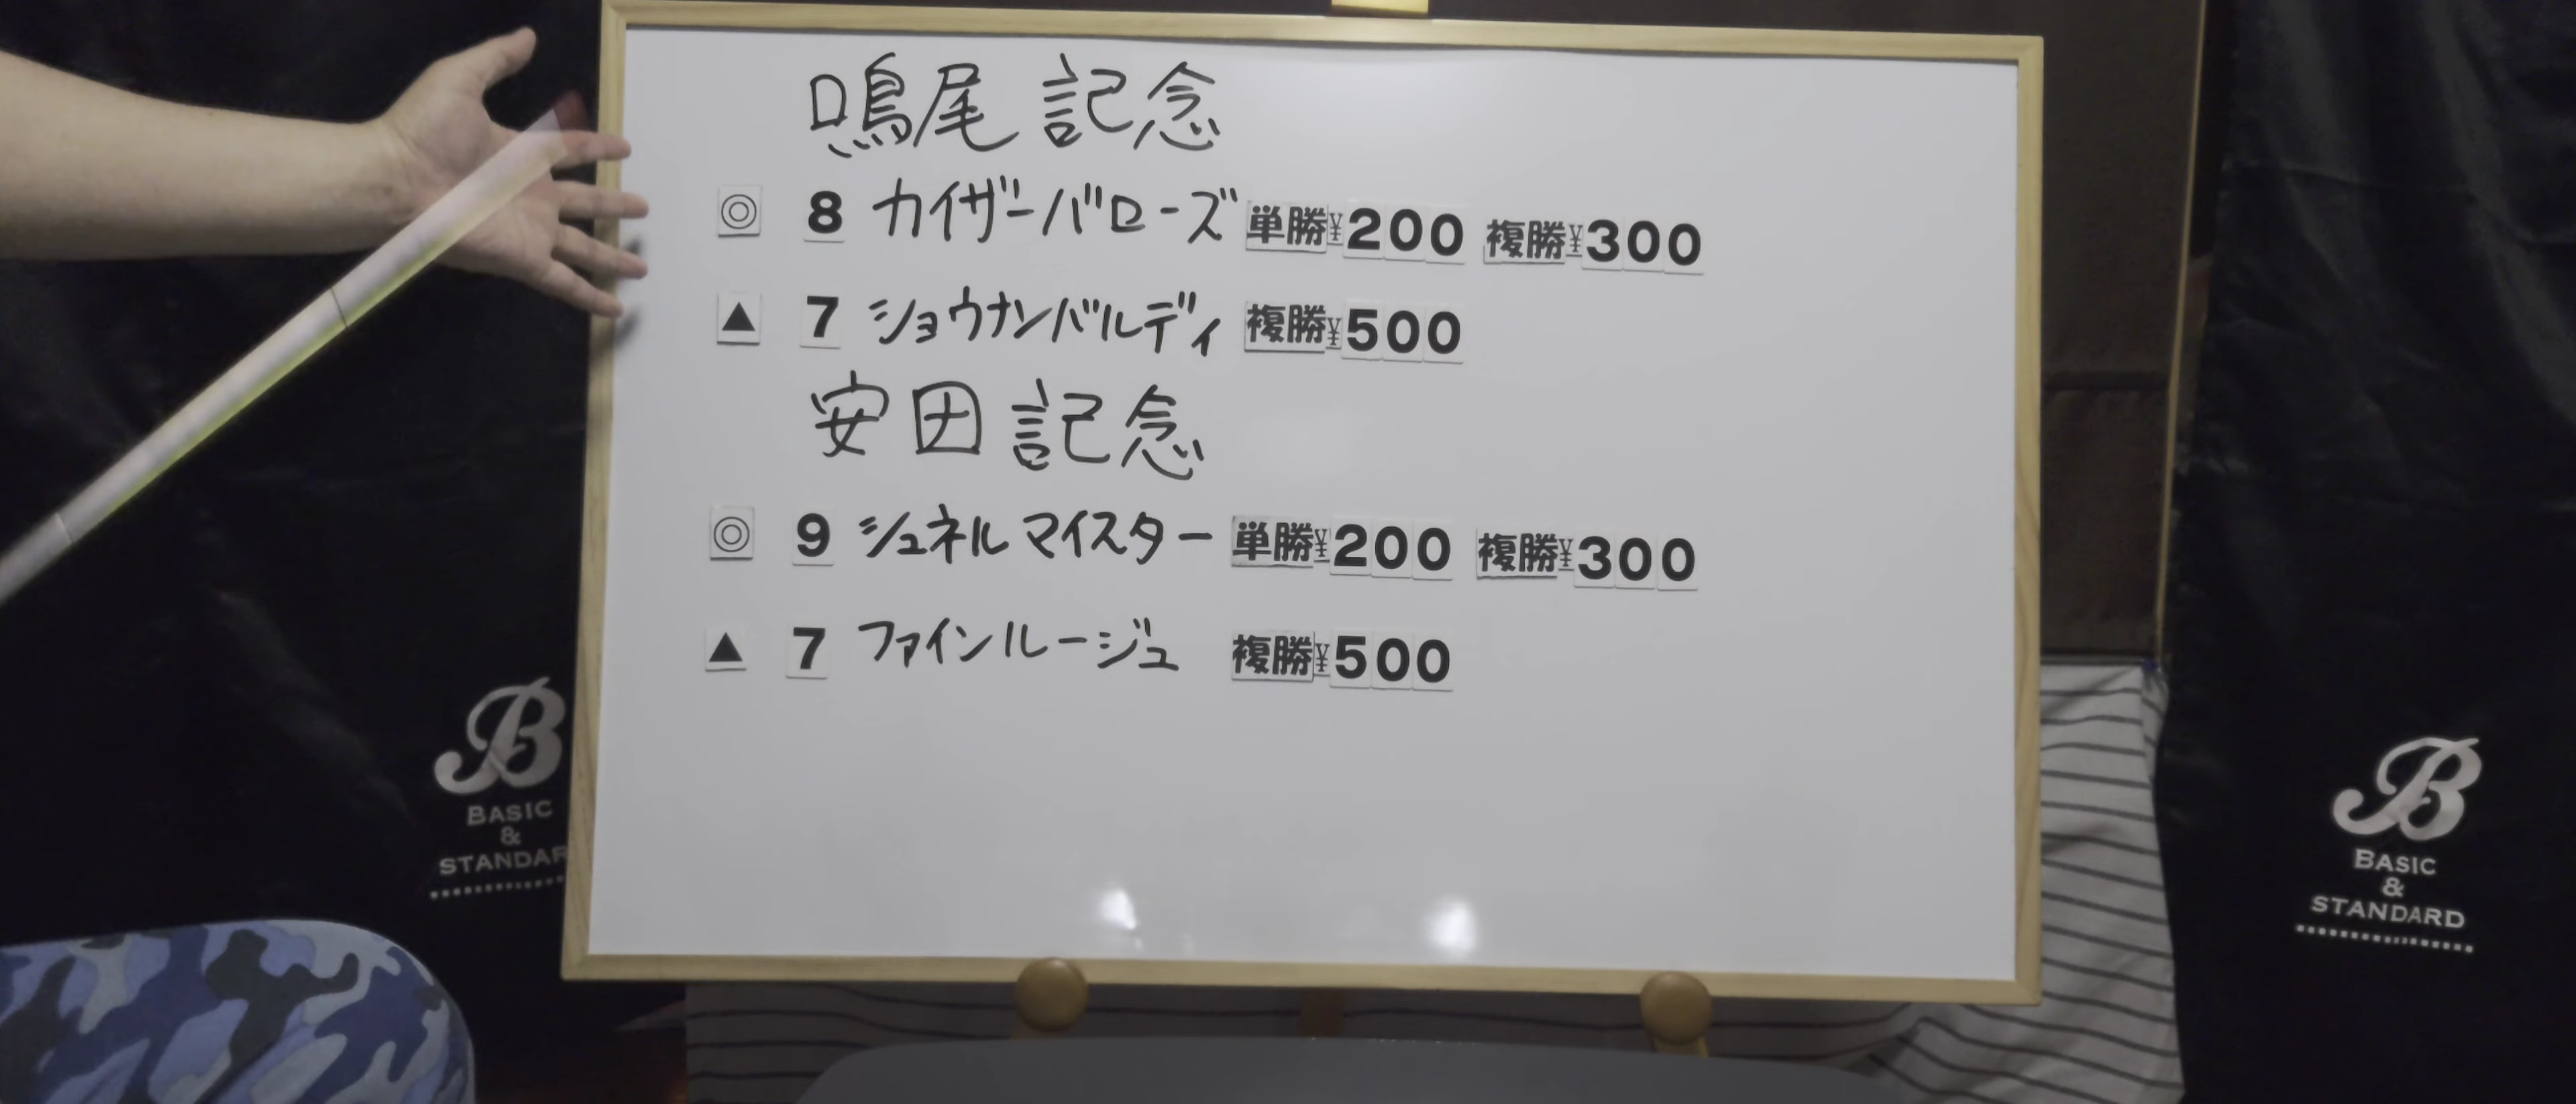 鳴尾記念
◎ 8 カイザーバローズ 単勝¥200 複勝¥300
▲ 7 ショウナンバルディ 複勝¥500
安田記念
◎ 9 シュネルマイスター 単勝¥200 複勝¥300
▲ 7 ファインルージュ 複勝¥500
B
BASIC
&
STANDAR
B
BASIC
&
STANDARD